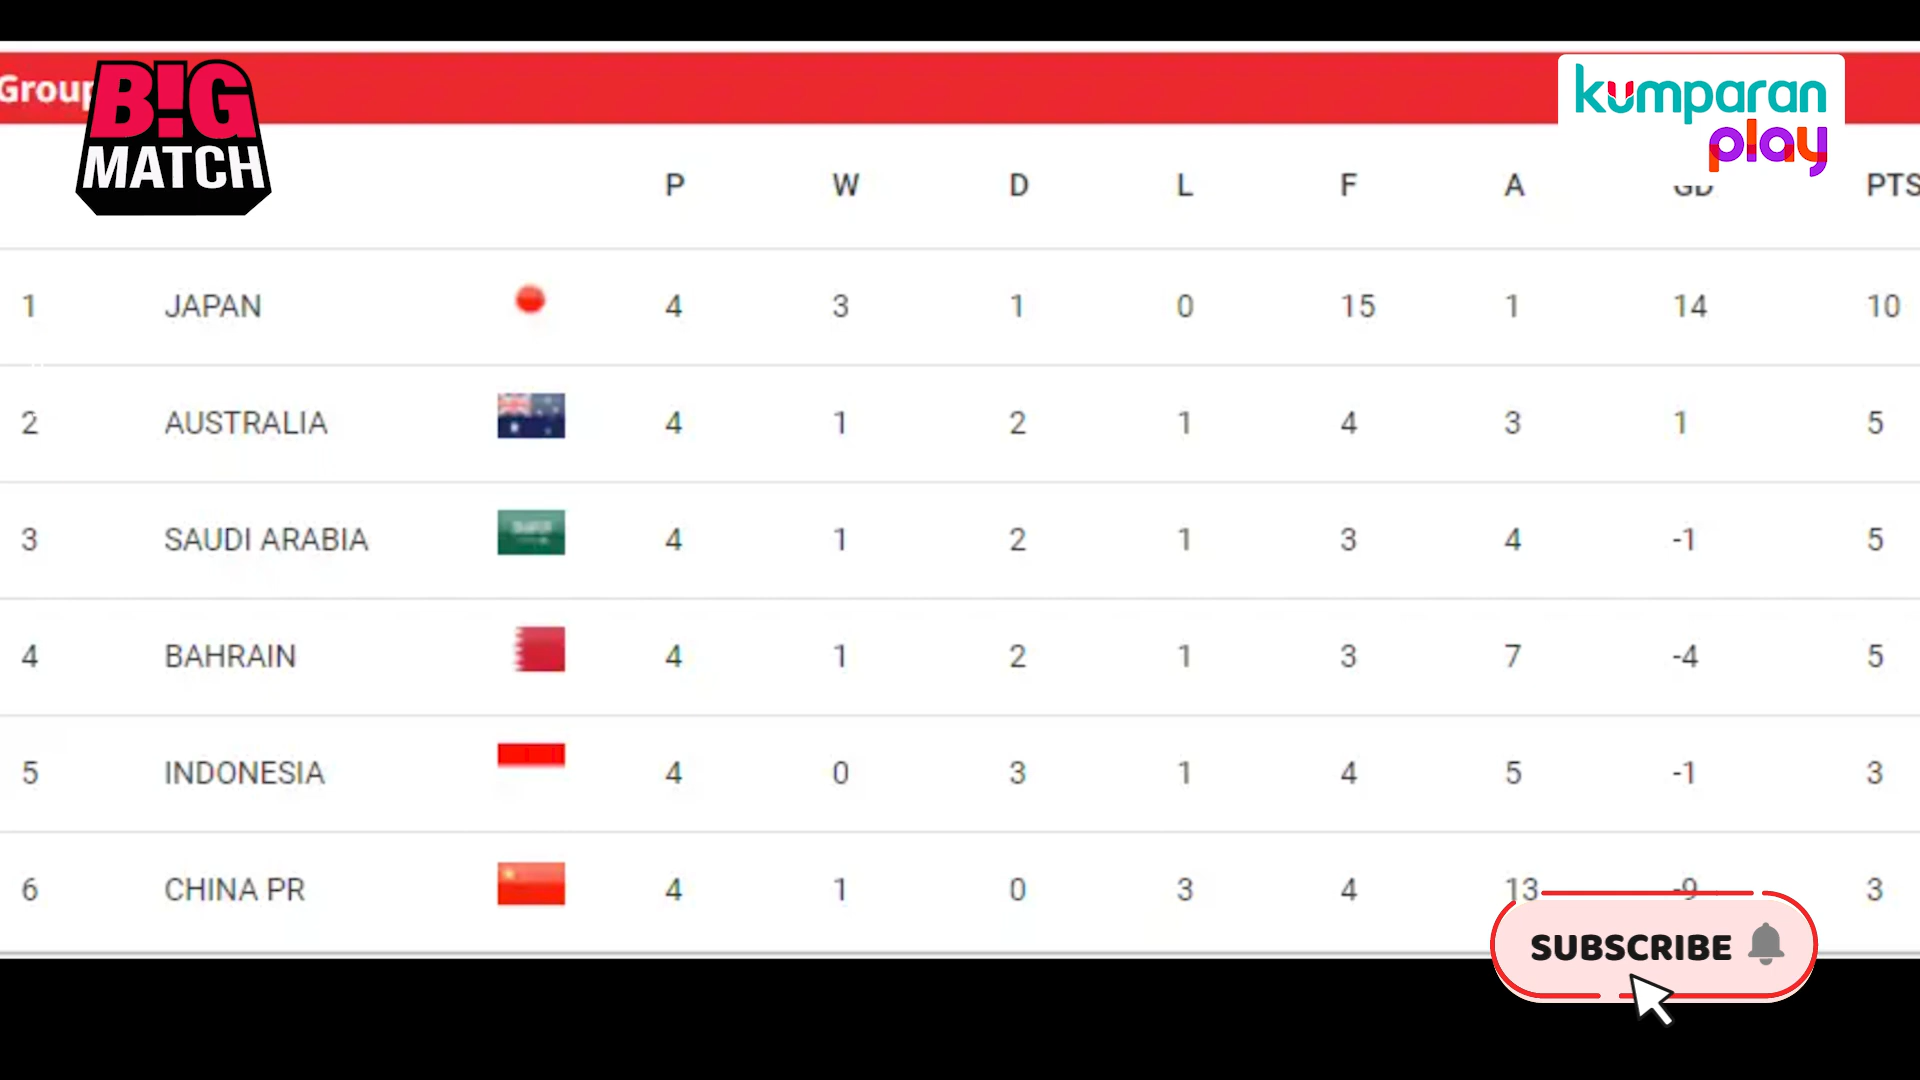 Group
B!G
MATCH
kumparan
play
P W D L F A GD PTS
1 JAPAN 4 3 1 0 15 1 14 10
2 AUSTRALIA 4 1 2 1 4 3 1 5
3 SAUDI ARABIA 4 1 2 1 3 4 -1 5
4 BAHRAIN 4 1 2 1 3 7 -4 5
5 INDONESIA 4 0 3 1 4 5 -1 3
6 CHINA PR 4 1 0 3 4 13 -9 3
SUBSCRIBE